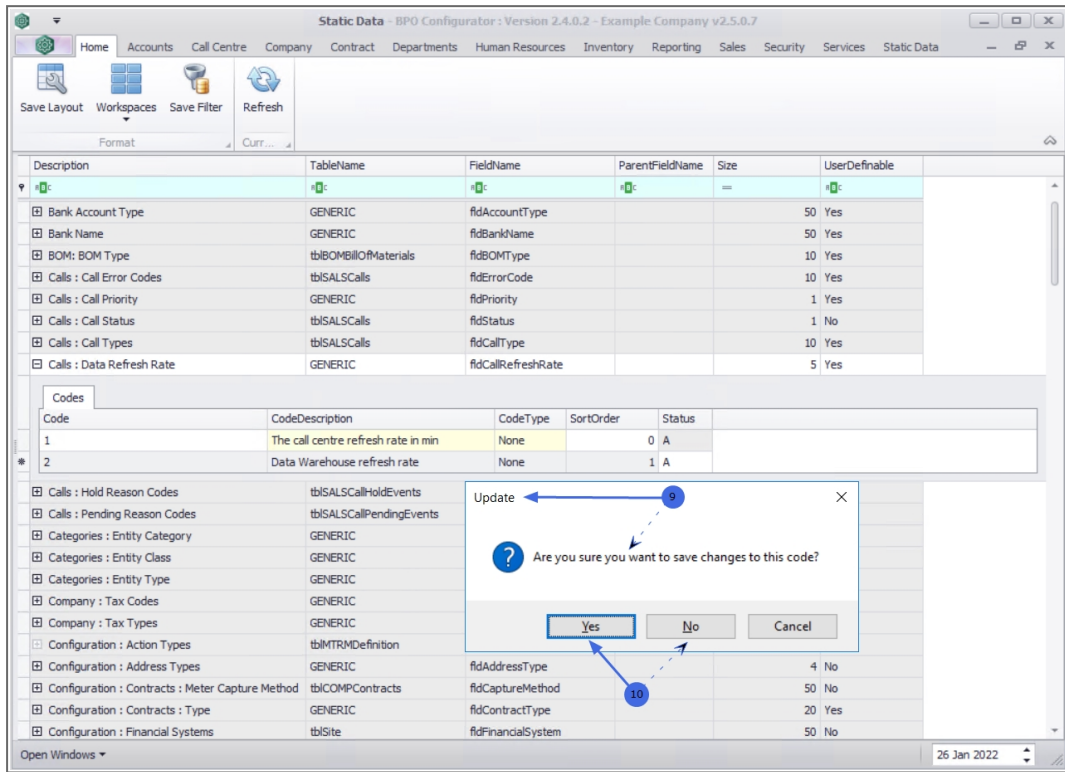 Static Data - BPO Configurator : Version 2.4.0.2 - Example Company v2.5.0.7
Home Accounts Call Centre Company Contract Departments Human Resources Inventory Reporting Sales Security Services Static Data
Save Layout Workspaces Save Filter Refresh
Format Curr...
Description TableName FieldName ParentFieldName Size UserDefinable
Bank Account Type GENERIC fldAccountType 50 Yes
Bank Name GENERIC fldBankName 50 Yes
BOM: BOM Type tblBOMBillOfMaterials fldBOMType 10 Yes
Calls : Call Error Codes tblSALSCalls fldErrorCode 10 Yes
Calls : Call Priority GENERIC fldPriority 1 Yes
Calls : Call Status tblSALSCalls fldStatus 1 No
Calls : Call Types tblSALSCalls fldCallType 10 Yes
Calls : Data Refresh Rate GENERIC fldCallRefreshRate 5 Yes
Codes
Code CodeDescription CodeType SortOrder Status
1 The call centre refresh rate in min None 0 A
2 Data Warehouse refresh rate None 1 A
Calls : Hold Reason Codes tblSALSCallHoldEvents
Calls : Pending Reason Codes tblSALSCallPendingEvents
Categories : Entity Category GENERIC
Categories : Entity Class GENERIC
Categories : Entity Type GENERIC
Company : Tax Codes GENERIC
Company : Tax Types GENERIC
Configuration : Action Types tblMTRMDefinition
Update 9
Are you sure you want to save changes to this code?
Yes No Cancel
10
Configuration : Address Types GENERIC fldAddressType 4 No
Configuration : Contracts : Meter Capture Method tblCOMPContracts fldCaptureMethod 50 No
Configuration : Contracts : Type GENERIC fldContractType 20 Yes
Configuration : Financial Systems tblSite fldFinancialSystem 50 No
Open Windows 26 Jan 2022